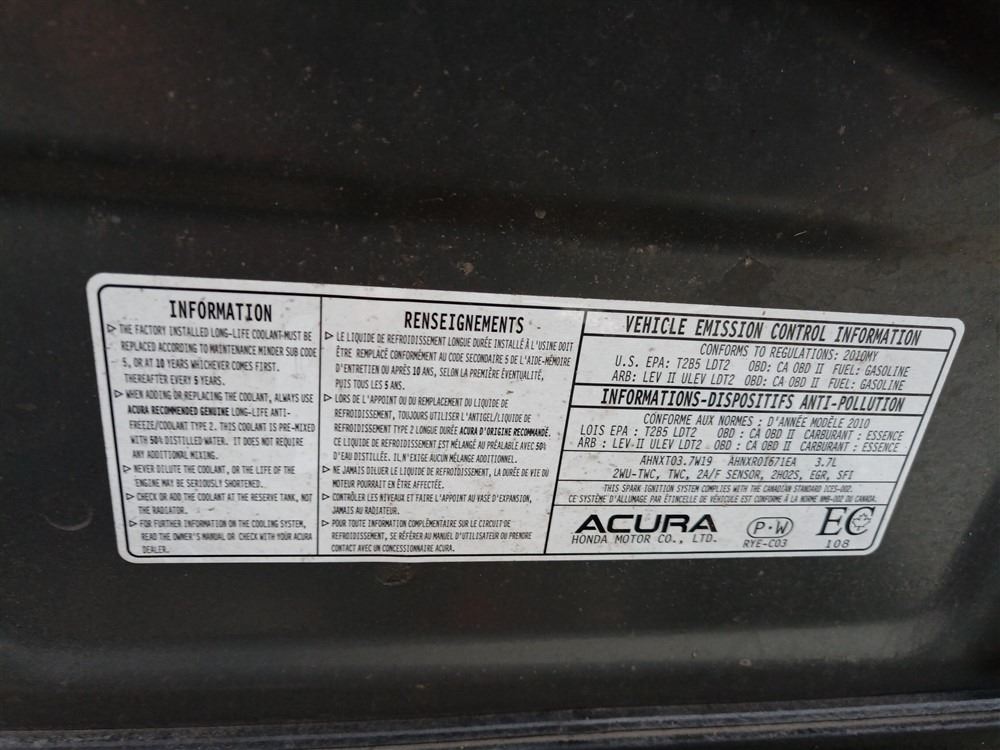 INFORMATION
▷ THE FACTORY INSTALLED LONG-LIFE COOLANT MUST BE
REPLACED ACCORDING TO MAINTENANCE MINDER SUB CODE
5, OR AT 10 YEARS WHICHEVER COMES FIRST.
THEREAFTER EVERY 5 YEARS.
▷ WHEN ADDING OR REPLACING THE COOLANT, ALWAYS USE
ACURA RECOMMENDED GENUINE LONG-LIFE ANTI-
FREEZE/COOLANT TYPE 2. THIS COOLANT IS PRE-MIXED
WITH 50% DISTILLED WATER. IT DOES NOT REQUIRE
ANY ADDITIONAL MIXING.
▷ NEVER DILUTE THE COOLANT, OR THE LIFE OF THE
ENGINE MAY BE SERIOUSLY SHORTENED.
▷ CHECK OR ADD THE COOLANT AT THE RESERVE TANK, NOT
THE RADIATOR.
▷ FOR FURTHER INFORMATION ON THE COOLING SYSTEM,
READ THE OWNER'S MANUAL OR CHECK WITH YOUR ACURA
DEALER.
RENSEIGNEMENTS
▷ LE LIQUIDE DE REFROIDISSEMENT LONGUE DURÉE INSTALLÉ À L'USINE DOIT
ÊTRE REMPLACÉ CONFORMÉMENT AU CODE SECONDAIRE 5 DE L'AIDE-MÉMOIRE
D'ENTRETIEN OU APRÈS 10 ANS, SELON LA PREMIÈRE ÉVENTUALITÉ,
PUIS TOUS LES 5 ANS.
▷ LORS DE L'APPOINT OU DU REMPLACEMENT DU LIQUIDE DE
REFROIDISSEMENT, TOUJOURS UTILISER L'ANTIGEL/LIQUIDE DE
REFROIDISSEMENT TYPE 2 LONGUE DURÉE ACURA D'ORIGINE RECOMMANDÉ.
CE LIQUIDE DE REFROIDISSEMENT EST MÉLANGÉ AU PRÉALABLE AVEC 50%
D'EAU DISTILLÉE. IL N'EXIGE AUCUN MÉLANGE ADDITIONNEL.
▷ NE JAMAIS DILUER LE LIQUIDE DE REFROIDISSEMENT, LA DURÉE DE VIE DU
MOTEUR POURRAIT EN ÊTRE AFFECTÉE.
▷ CONTRÔLER LES NIVEAUX ET FAIRE L'APPOINT AU VASE D'EXPANSION,
JAMAIS AU RADIATEUR.
▷ POUR TOUTE INFORMATION COMPLÉMENTAIRE SUR LE CIRCUIT DE
REFROIDISSEMENT, SE RÉFÉRER AU MANUEL D'UTILISATEUR OU PRENDRE
CONTACT AVEC UN CONCESSIONNAIRE ACURA.
VEHICLE EMISSION CONTROL INFORMATION
CONFORMS TO REGULATIONS: 2010MY
U.S. EPA: T2B5 LDT2 OBD: CA OBD II FUEL: GASOLINE
ARB: LEV II ULEV LDT2 OBD: CA OBD II FUEL: GASOLINE
INFORMATIONS-DISPOSITIFS ANTI-POLLUTION
CONFORME AUX NORMES : D'ANNÉE MODÈLE 2010
LOIS EPA : T2B5 LDT2 OBD : CA OBD II CARBURANT : ESSENCE
ARB : LEV II ULEV LDT2 OBD : CA OBD II CARBURANT : ESSENCE
AHNXT03.7W19 AHNXR0167IEA 3.7L
2WU-TWC, TWC, 2A/F SENSOR, 2HO2S, EGR, SFI
THIS SPARK IGNITION SYSTEM COMPLIES WITH THE CANADIAN STANDARD ICES-002.
CE SYSTÈME D'ALLUMAGE PAR ÉTINCELLE DE VÉHICULE EST CONFORME À LA NORME NMB-002 DU CANADA.
ACURA
HONDA MOTOR CO., LTD.
P·W
RYE-C03
EC
108